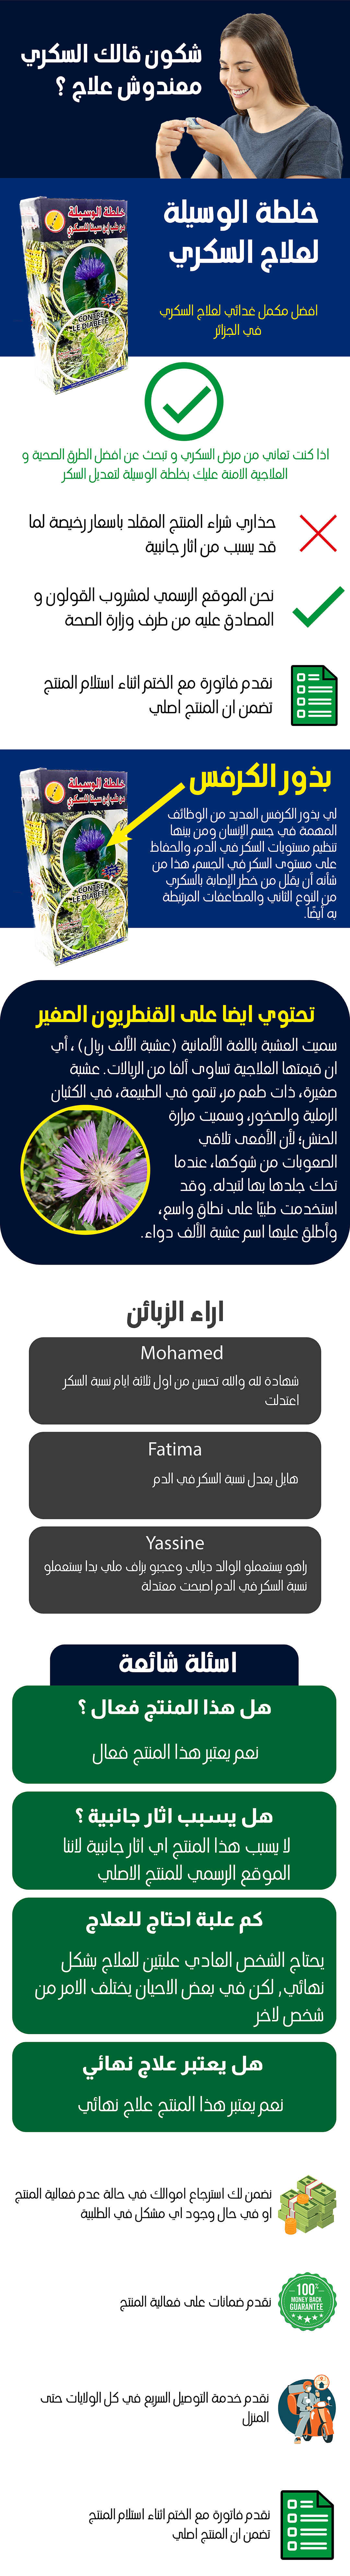 شكون قالك السكري
معندوش علاج ؟
خلطة الوسيلة
لعلاج السكري
افضل مكمل غدائي لعلاج السكري
في الجزائر
خلطة الوسيلة
CONTRE
LE DIABETE
اذا كنت تعاني من مرض السكري و تبحث عن افضل الطرق الصحية و
العلاجية الامنة عليك بخلطة الوسيلة لتعديل السكر
حذاري شراء المنتج المقلد باسعار رخيصة لما
قد يسبب من اثار جانبية
نحن الموقع الرسمي لمشروب القولون و
المصادق عليه من طرف وزارة الصحة
نقدم فاتورة مع الختم اثناء استلام المنتج
تضمن ان المنتج اصلي
بذور الكرفس
لي بذور الكرفس العديد من الوظائف
المهمة في جسم الإنسان ومن بينها
تنظيم مستويات السكر في الدم، والحفاظ
على مستوى السكر في الجسم، هذا من
شأنه أن يقلل من خطر الإصابة بالسكري
من النوع الثاني والمضاعفات المرتبطة
به أيضًا.
خلطة الوسيلة
CONTRE
LE DIABETE
تحتوي ايضا على القنطريون الصغير
سميت العشبة باللغة الألمانية (عشبة الألف ريال) ، أي
ان قيمتها العلاجية تساوى ألفا من الريالات. عشبة
صغيرة، ذات طعم مر، تنمو في الطبيعة، في الكثبان
الرملية والصخور، وسميت مرارة
الحنش؛ لأن الأفعى تلاقي
الصعوبات من شوكها، عندما
تحك جلدها بها لتبدله. وقد
استخدمت طبيًا على نطاق واسع،
وأطلق عليها اسم عشبة الألف دواء.
اراء الزبائن
Mohamed
شهادة لله والله تحسن من اول ثلاثة ايام نسبة السكر
اعتدلت
Fatima
هايل يعدل نسبة السكر في الدم
Yassine
راهو يستعملو الوالد ديالي وعجبو بزاف ملي بدا يستعملو
نسبة السكر في الدم اصبحت معتدلة
اسئلة شائعة
هل هذا المنتج فعال ؟
نعم يعتبر هذا المنتج فعال
هل يسبب اثار جانبية ؟
لا يسبب هذا المنتج اي اثار جانبية لاننا
الموقع الرسمي للمنتج الاصلي
كم علبة احتاج للعلاج
يحتاج الشخص العادي علبتين للعلاج بشكل
نهائي, لكن في بعض الاحيان يختلف الامر من
شخص لاخر
هل يعتبر علاج نهائي
نعم يعتبر هذا المنتج علاج نهائي
نضمن لك استرجاع اموالك في حالة عدم فعالية المنتج
او في حال وجود اي مشكل في الطلبية
نقدم ضمانات على فعالية المنتج
100%
MONEY BACK
GUARANTEE
نقدم خدمة التوصيل السريع في كل الولايات حتى
المنزل
نقدم فاتورة مع الختم اثناء استلام المنتج
تضمن ان المنتج اصلي